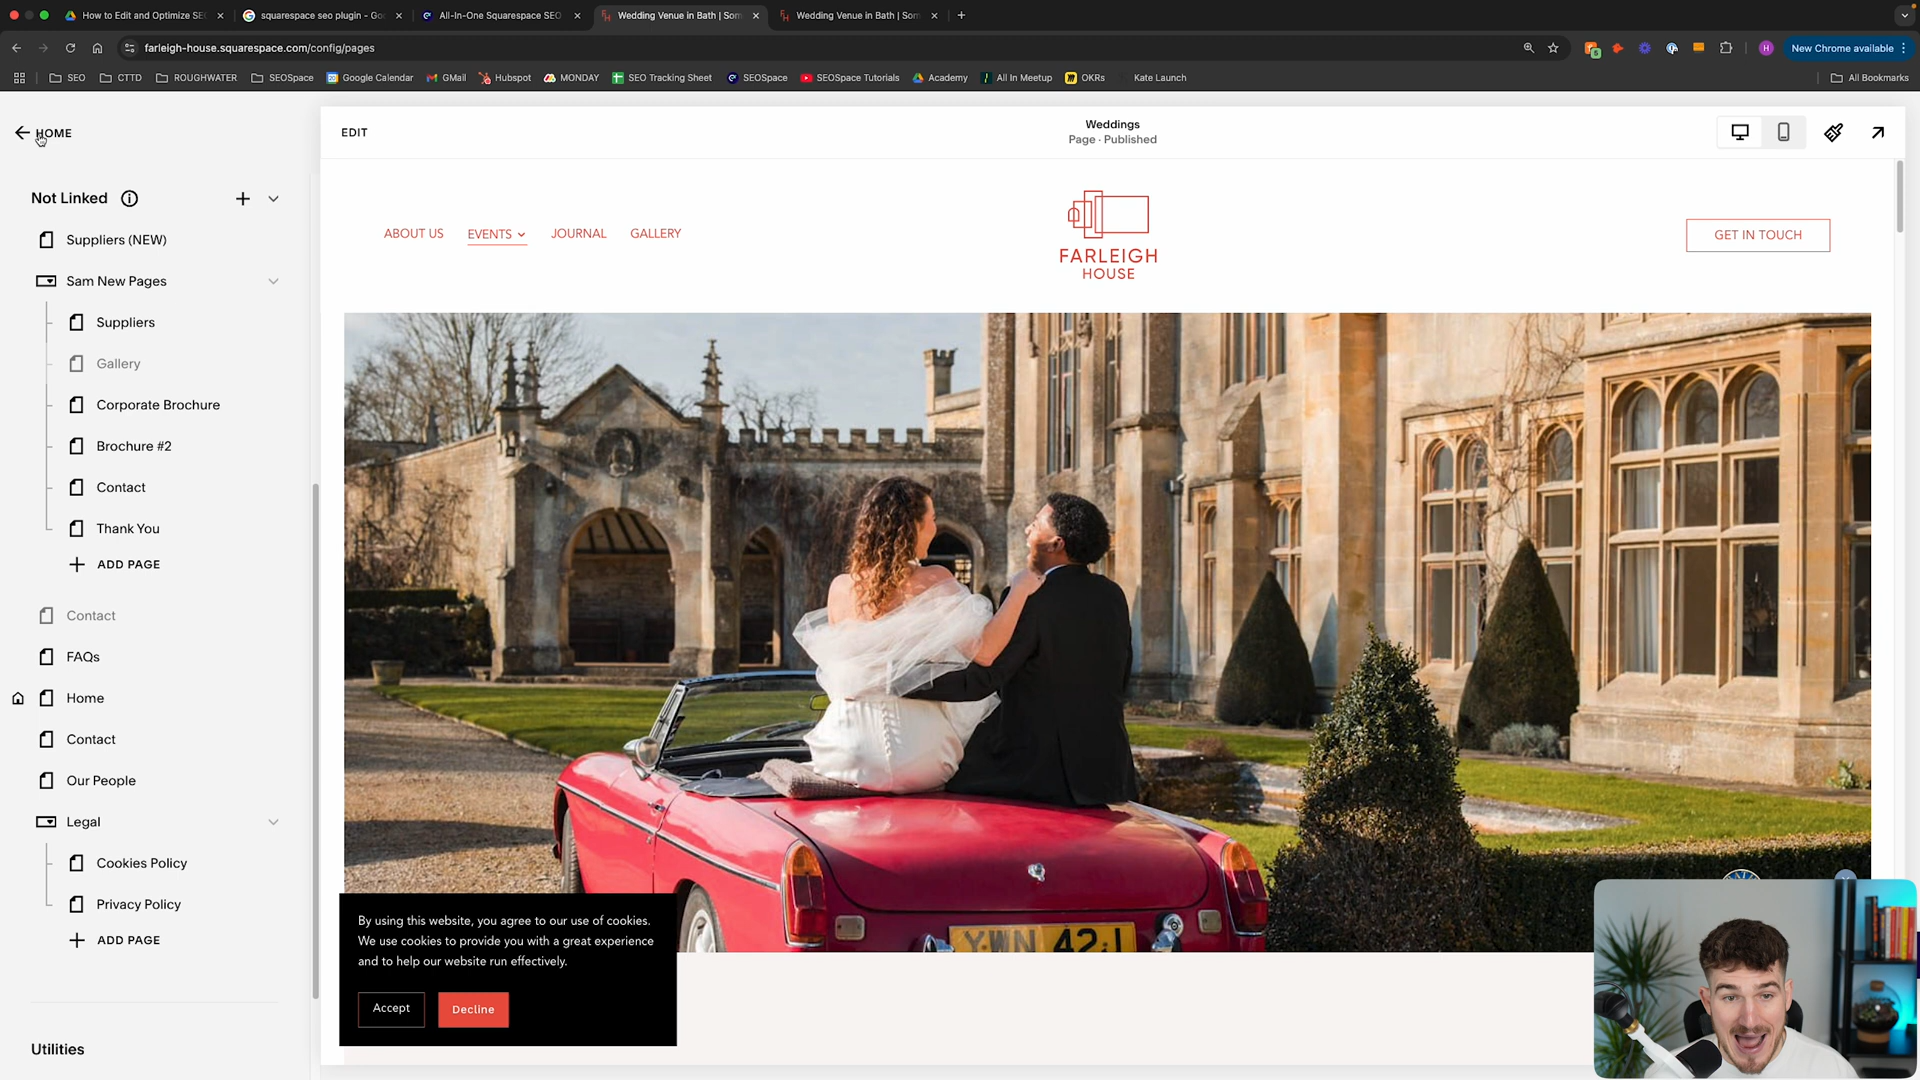 How to Edit and Optimize SE
squarespace seo plugin - Goo
All-In-One Squarespace SEO
Wedding Venue in Bath | Som
Wedding Venue in Bath | Som
farleigh-house.squarespace.com/config/pages
New Chrome available
SEO
CTTD
ROUGHWATER
SEOSpace
Google Calendar
GMail
Hubspot
MONDAY
SEO Tracking Sheet
SEOSpace
SEOSpace Tutorials
Academy
All In Meetup
OKRs
Kate Launch
All Bookmarks
HOME
Not Linked
Suppliers (NEW)
Sam New Pages
Suppliers
Gallery
Corporate Brochure
Brochure #2
Contact
Thank You
ADD PAGE
Contact
FAQs
Home
Contact
Our People
Legal
Cookies Policy
Privacy Policy
ADD PAGE
Utilities
EDIT
Weddings
Page · Published
ABOUT US
EVENTS
JOURNAL
GALLERY
FARLEIGH
HOUSE
GET IN TOUCH
YWN 42J
By using this website, you agree to our use of cookies.
We use cookies to provide you with a great experience
and to help our website run effectively.
Accept
Decline